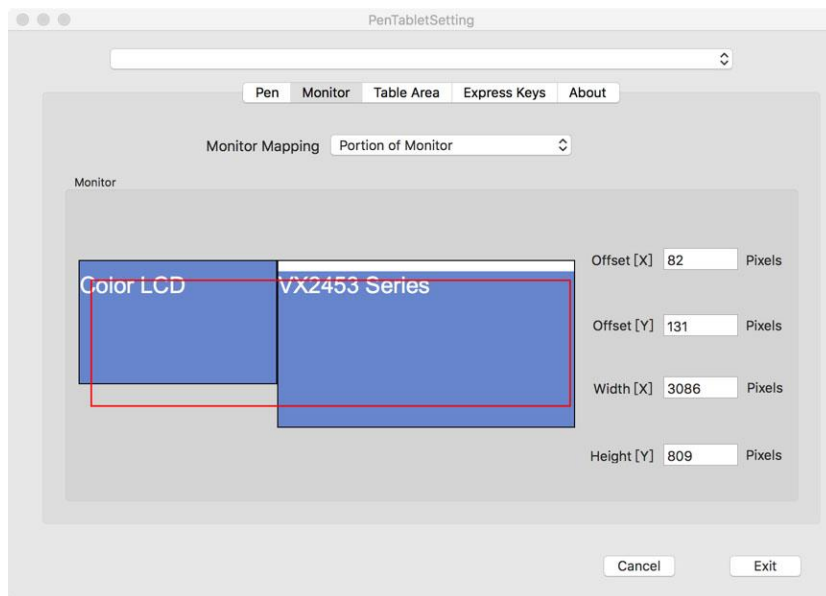 PenTabletSetting
Pen Monitor Table Area Express Keys About
Monitor Mapping Portion of Monitor
Monitor
Color LCD VX2453 Series
Offset [X] 82 Pixels
Offset [Y] 131 Pixels
Width [X] 3086 Pixels
Height [Y] 809 Pixels
Cancel Exit